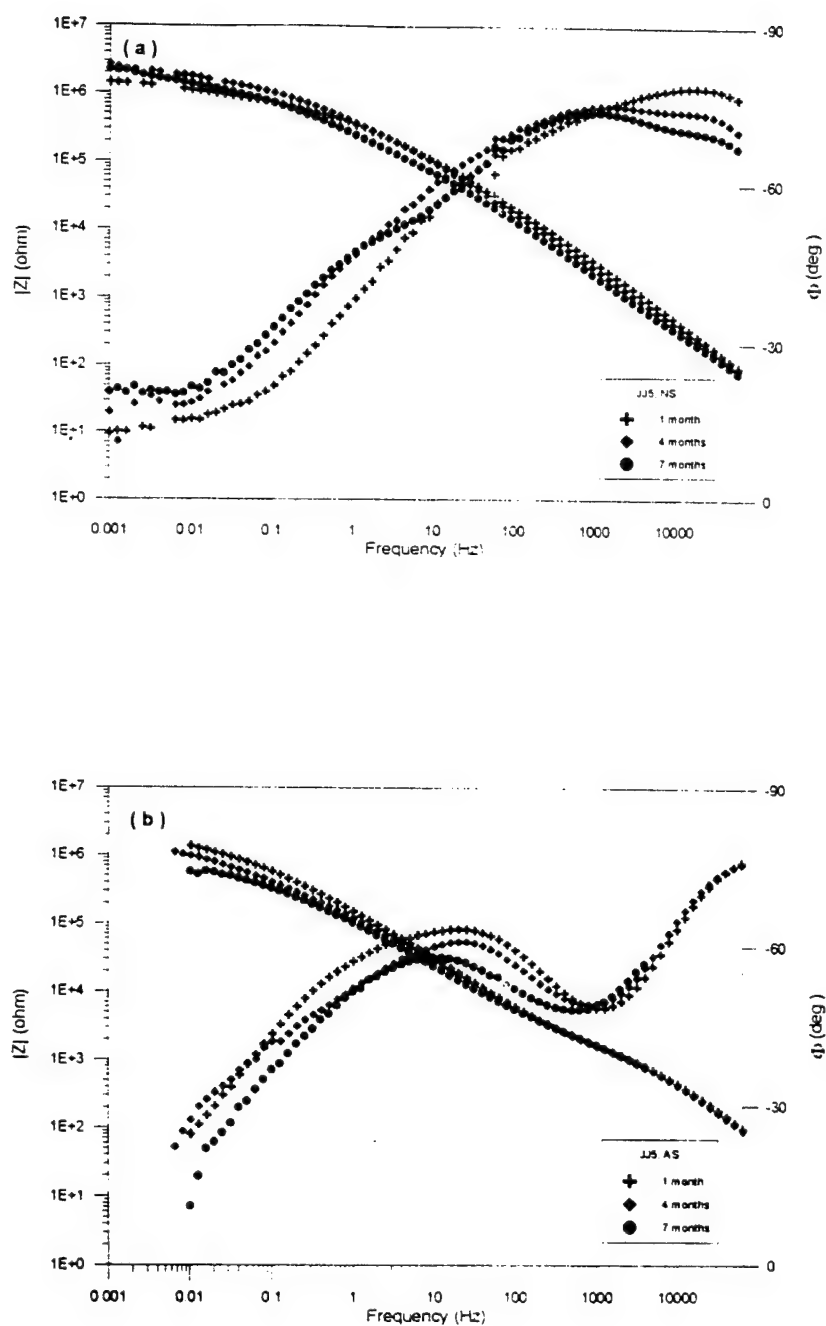 ( a )
1E+7
1E+6
1E+5
1E+4
1E+3
1E+2
1E+1
1E+0
|Z| (ohm)
-90
-60
-30
0
Φ (deg)
JJ5, NS
1 month
4 months
7 months
0.001 0.01 0.1 1 10 100 1000 10000
Frequency (Hz)
( b )
1E+7
1E+6
1E+5
1E+4
1E+3
1E+2
1E+1
1E+0
|Z| (ohm)
-90
-60
-30
0
Φ (deg)
JJ5, AS
1 month
4 months
7 months
0.001 0.01 0.1 1 10 100 1000 10000
Frequency (Hz)